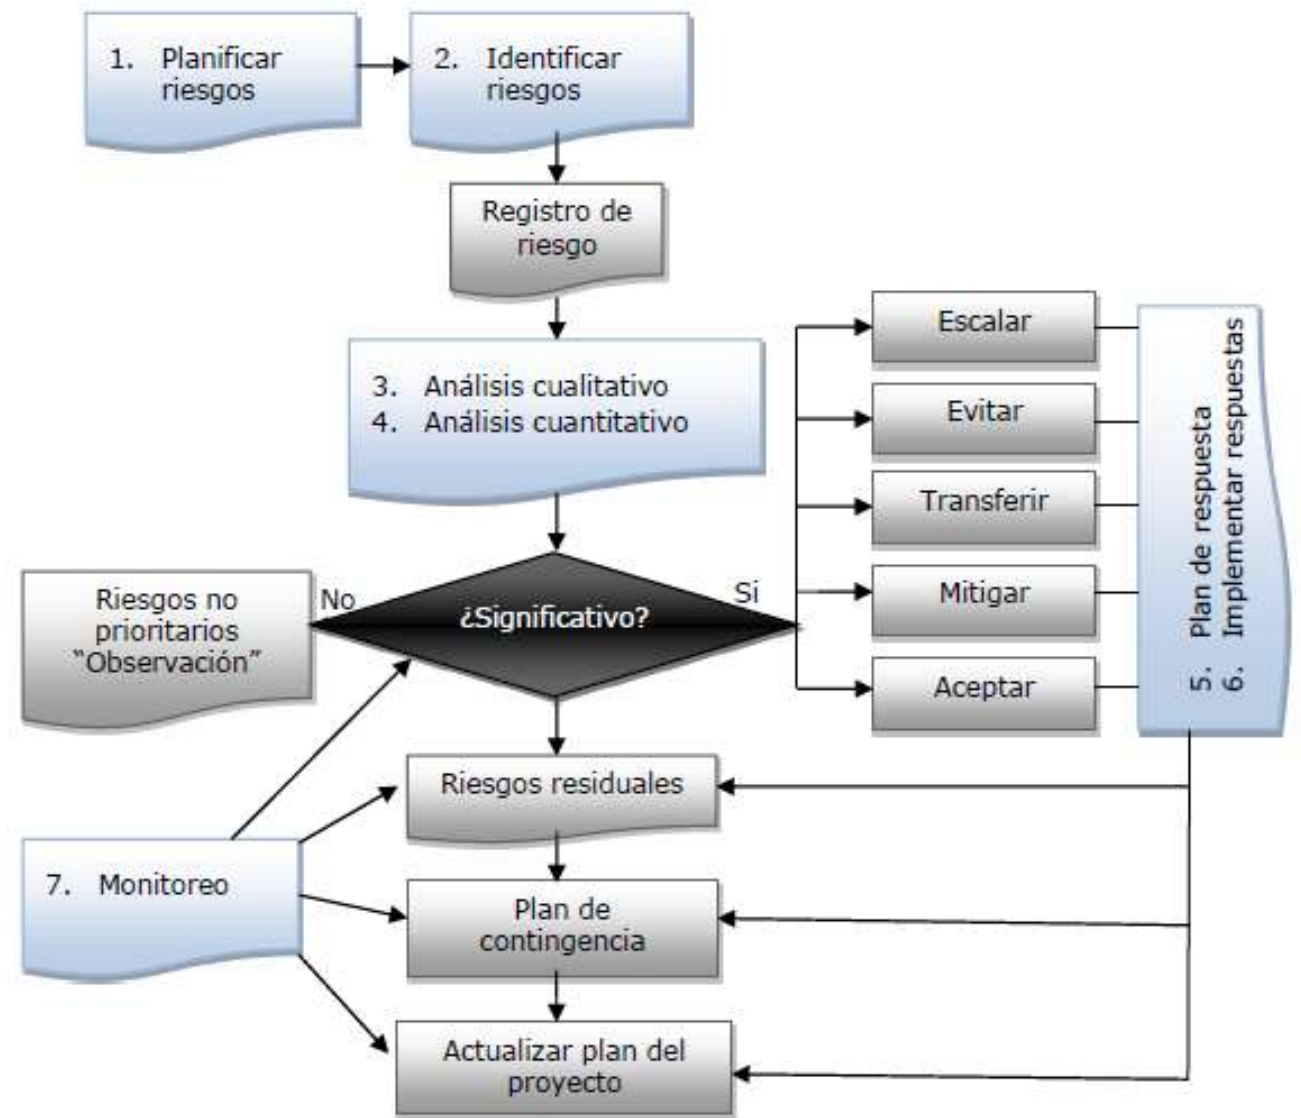 1. Planificar
riesgos
2. Identificar
riesgos
Registro de
riesgo
3. Análisis cualitativo
4. Análisis cuantitativo
¿Significativo?
No
Si
Riesgos no
prioritarios
“Observación”
Escalar
Evitar
Transferir
Mitigar
Aceptar
5. Plan de respuesta
6. Implementar respuestas
Riesgos residuales
7. Monitoreo
Plan de
contingencia
Actualizar plan del
proyecto